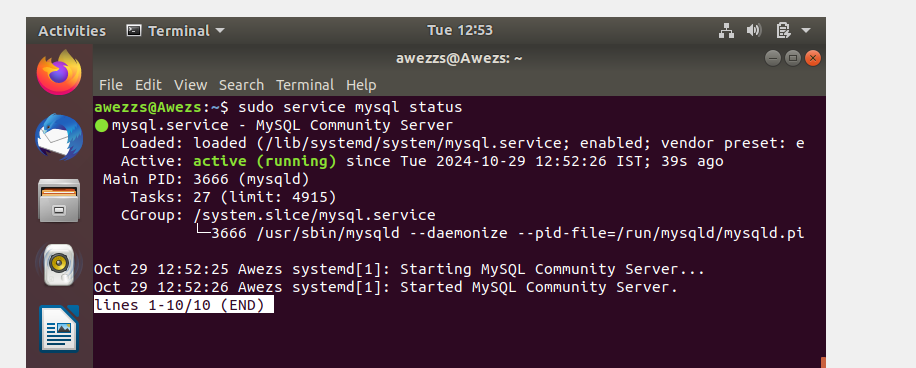 Activities Terminal Tue 12:53
awezzs@Awezs: ~
File Edit View Search Terminal Help
awezzs@Awezs:~$ sudo service mysql status
● mysql.service - MySQL Community Server
Loaded: loaded (/lib/systemd/system/mysql.service; enabled; vendor preset: e
Active: active (running) since Tue 2024-10-29 12:52:26 IST; 39s ago
Main PID: 3666 (mysqld)
Tasks: 27 (limit: 4915)
CGroup: /system.slice/mysql.service
└─3666 /usr/sbin/mysqld --daemonize --pid-file=/run/mysqld/mysqld.pi
Oct 29 12:52:25 Awezs systemd[1]: Starting MySQL Community Server...
Oct 29 12:52:26 Awezs systemd[1]: Started MySQL Community Server.
lines 1-10/10 (END)